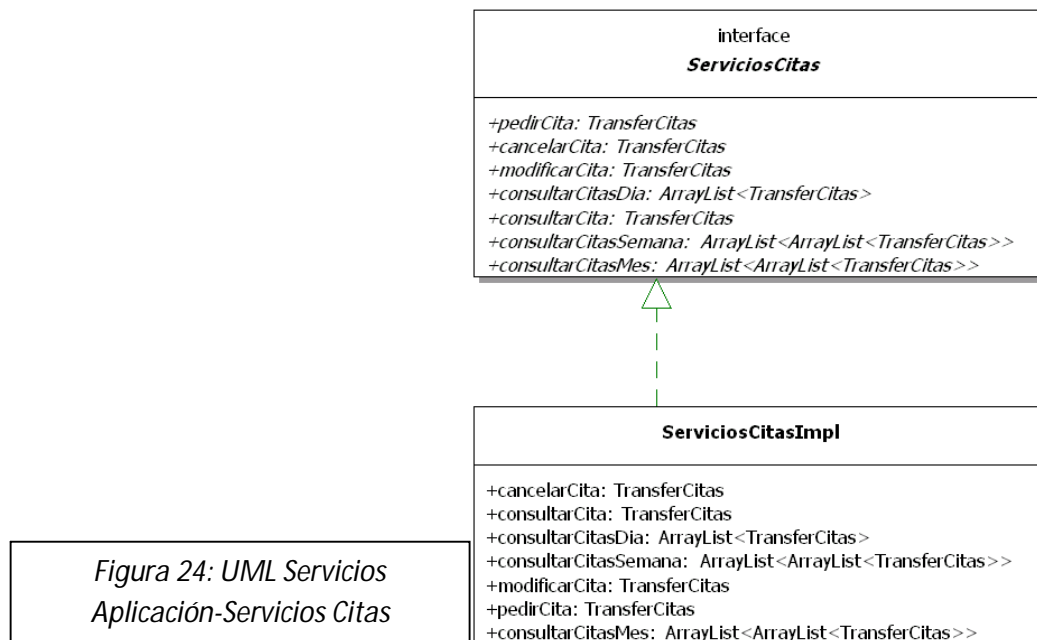 interface
ServiciosCitas
+pedirCita: TransferCitas
+cancelarCita: TransferCitas
+modificarCita: TransferCitas
+consultarCitasDia: ArrayList<TransferCitas>
+consultarCita: TransferCitas
+consultarCitasSemana: ArrayList<ArrayList<TransferCitas>>
+consultarCitasMes: ArrayList<ArrayList<TransferCitas>>
ServiciosCitasImpl
+cancelarCita: TransferCitas
+consultarCita: TransferCitas
+consultarCitasDia: ArrayList<TransferCitas>
+consultarCitasSemana: ArrayList<ArrayList<TransferCitas>>
+modificarCita: TransferCitas
+pedirCita: TransferCitas
+consultarCitasMes: ArrayList<ArrayList<TransferCitas>>
Figura 24: UML Servicios
Aplicación-Servicios Citas